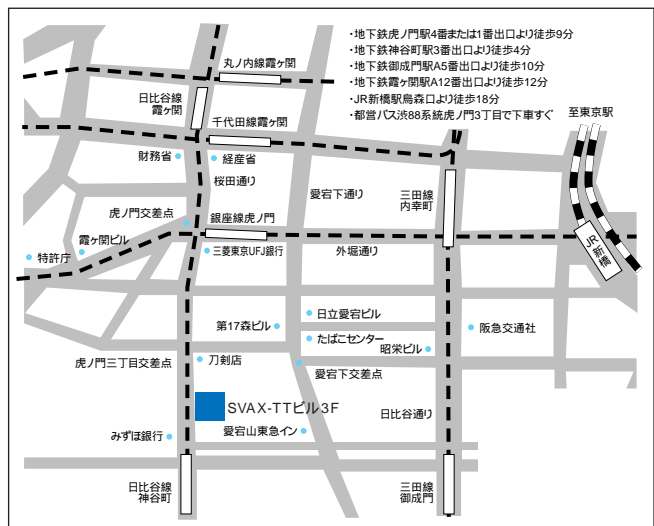 ・地下鉄虎ノ門駅4番または1番出口より徒歩9分
・地下鉄神谷町駅3番出口より徒歩4分
・地下鉄御成門駅A5番出口より徒歩10分
・地下鉄霞ヶ関駅A12番出口より徒歩12分
・JR新橋駅烏森口より徒歩18分
・都営バス渋88系統虎ノ門3丁目で下車すぐ
丸ノ内線霞ヶ関
日比谷線
霞ヶ関
千代田線霞ヶ関
至東京駅
財務省
経産省
桜田通り
愛宕下通り
三田線
内幸町
虎ノ門交差点
銀座線虎ノ門
霞ヶ関ビル
特許庁
三菱東京UFJ銀行
外堀通り
JR新橋
日立愛宕ビル
第17森ビル
たばこセンター
昭栄ビル
阪急交通社
虎ノ門三丁目交差点
刀剣店
愛宕下交差点
SVAX-TTビル3F
日比谷通り
みずほ銀行
愛宕山東急イン
日比谷線
神谷町
三田線
御成門